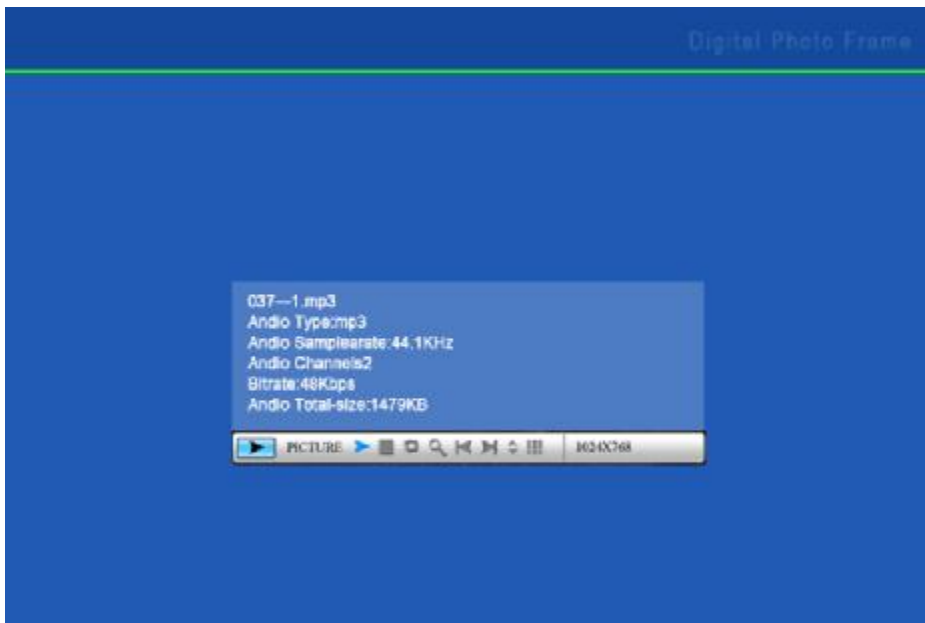 Digital Photo Frame
037---1.mp3
Andio Type:mp3
Andio Samplearate:44.1KHz
Andio Channels2
Bitrate:48Kbps
Andio Total-size:1479KB
PICTURE 1024X768